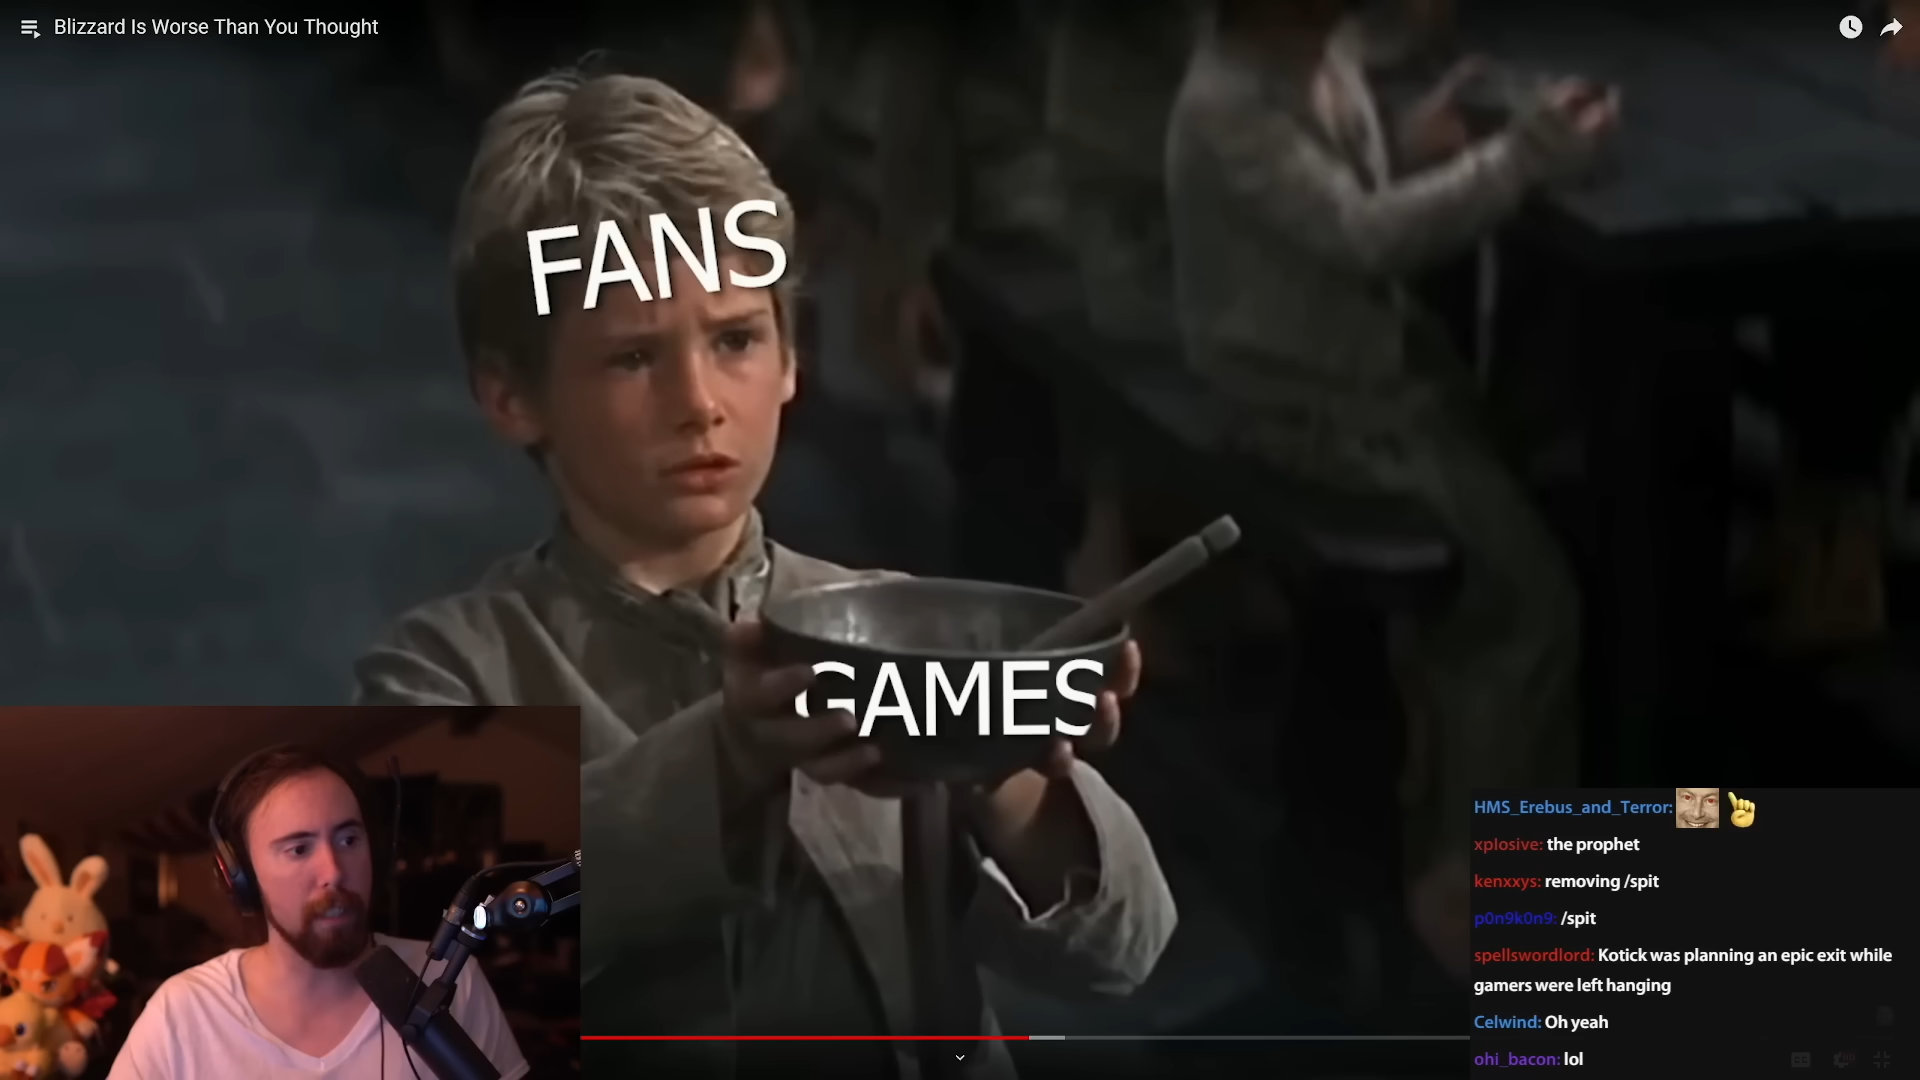 Blizzard Is Worse Than You Thought
FANS
GAMES
HMS_Erebus_and_Terror:
xplosive: the prophet
kenxxys: removing /spit
p0n9k0n9: /spit
spellswordlord: Kotick was planning an epic exit while
gamers were left hanging
Celwind: Oh yeah
ohi_bacon: lol